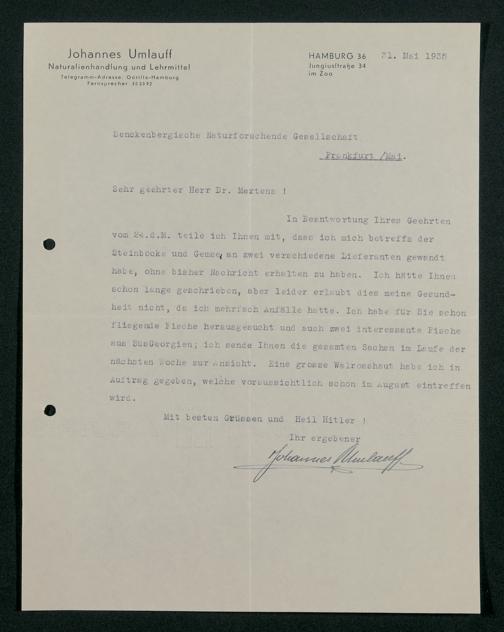 Johannes Umlauff
Naturalienhandlung und Lehrmittel
Telegramm-Adresse: Gorilla-Hamburg
Fernsprecher 353592
HAMBURG 36 31. Mai 1938
Jungiusstraße 34
im Zoo
Senckenbergische Naturforschende Gesellschaft
Frankfurt /Mai.
Sehr geehrter Herr Dr. Mertens !
In Beantwortung Ihres Geehrten
vom 24.d.M. teile ich Ihnen mit, dass ich mich betreffs der
Steinbocke und Gemse, an zwei verschiedene Lieferanten gewandt
habe, ohne bisher Nachricht erhalten zu haben. Ich hätte Ihnen
schon lange geschrieben, aber leider erlaubt dies meine Gesund-
heit nicht, da ich mehrfach Anfälle hatte. Ich habe für Sie schon
fliegende Fische herausgesucht und auch zwei interessante Fische
aus SüsGeorgien; ich sende Ihnen die gesamten Sachen im Laufe der
nächsten Woche zur Ansicht. Eine grosse Walrosshaut habe ich in
Auftrag gegeben, welche voraussichtlich schon im August eintreffen
wird.
Mit besten Grüssen und Heil Hitler !
Ihr ergebener
Johannes Umlauff